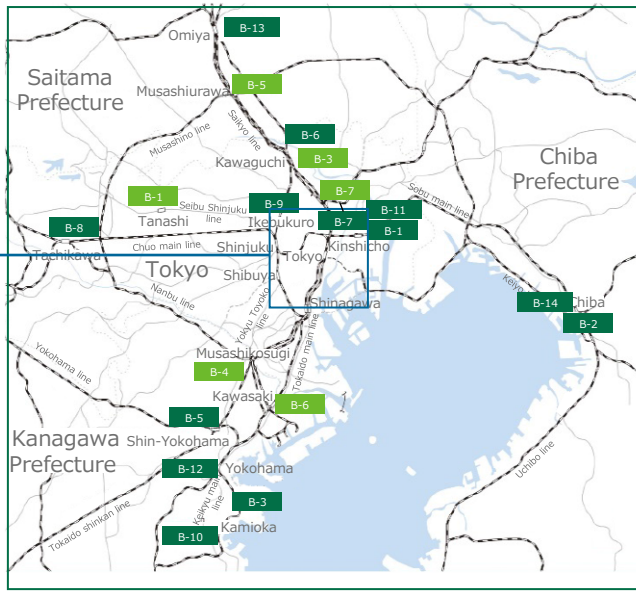 Omiya
B-13
Saitama
Prefecture
B-5
Musashiurawa
Musashino line
Saikyo line
B-6
Kawaguchi
B-3
Chiba
Prefecture
B-1
B-7
Sobu main line
Seibu Shinjuku
line
B-9
B-11
Tanashi
Ikebukuro
B-7
B-8
B-1
Tachikawa
Chuo main line
Shinjuku
Kinshicho
Tokyo
Tokyo
Shibuya
Nanbu line
Shinagawa
Keiyo
B-14
Chiba
B-2
Yokyu Toyoko
line
Tokaido main line
Yokohama line
Musashikosugi
B-4
Kawasaki
B-6
B-5
Kanagawa
Prefecture
Shin-Yokohama
B-12
Yokohama
Uchibo line
Keikyu main
line
B-3
Kamioka
B-10
Tokaido shinkan line